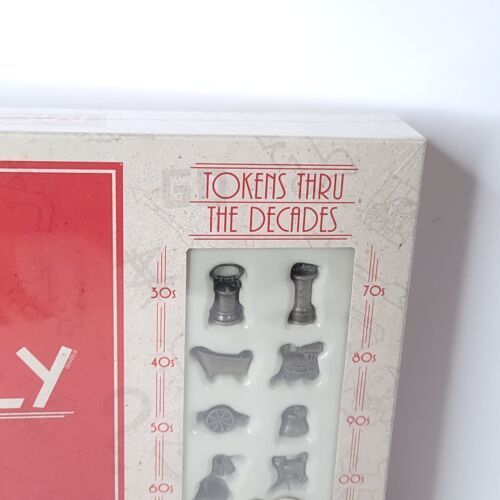 TOKENS THRU
THE DECADES
30s
70s
40s
80s
LY
50s
90s
60s
00s